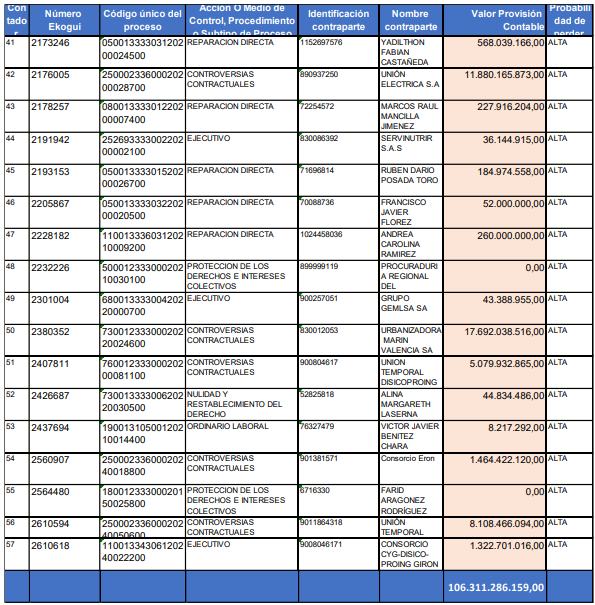 Con Número Código único del Acción O Medio de Identificación Nombre Valor Provisión Probabili
tado Ekogui proceso Control, Procedimiento contraparte contraparte Contable dad de
r o Subtipo de Proceso perder
41 2173246 050013333031202 REPARACION DIRECTA 1152697576 YADILTHON 568.039.166,00 ALTA
00024500 FABIAN
CASTAÑEDA
42 2176005 250002336000202 CONTROVERSIAS 890937250 UNIÓN 11.880.165.873,00 ALTA
00028700 CONTRACTUALES ELECTRICA S.A
43 2178257 080013333012202 REPARACION DIRECTA 72254572 MARCOS RAUL 227.916.204,00 ALTA
00007400 MANCILLA
JIMENEZ
44 2191942 252693333002202 EJECUTIVO 830086392 SERVINUTRIR 36.144.915,00 ALTA
00002100 S.A.S
45 2193153 050013333015202 REPARACION DIRECTA 71696814 RUBEN DARIO 184.974.558,00 ALTA
00026700 POSADA TORO
46 2205867 050013333032202 REPARACION DIRECTA 70088736 FRANCISCO 52.000.000,00 ALTA
00020500 JAVIER
FLOREZ
47 2228182 110013336031202 REPARACION DIRECTA 1024458036 ANDREA 260.000.000,00 ALTA
10009200 CAROLINA
RAMIREZ
48 2232226 500012333000202 PROTECCION DE LOS 899999119 PROCURADURI 0,00 ALTA
10030100 DERECHOS E INTERESES A REGIONAL
COLECTIVOS DEL
49 2301004 680013333004202 EJECUTIVO 900257051 GRUPO 43.388.955,00 ALTA
20000700 GEMLSA SA
50 2380352 730012333000202 CONTROVERSIAS 830012053 URBANIZADORA 17.692.038.516,00 ALTA
20024600 CONTRACTUALES MARIN
VALENCIA SA
51 2407811 760012333000202 CONTROVERSIAS 900804617 UNION 5.079.932.865,00 ALTA
00081100 CONTRACTUALES TEMPORAL
DISICOPROING
52 2426687 730013333006202 NULIDAD Y 52825818 ALINA 44.834.486,00 ALTA
20030500 RESTABLECIMIENTO DEL MARGARETH
DERECHO LASERNA
53 2437694 190013105001202 ORDINARIO LABORAL 76327479 VICTOR JAVIER 8.217.292,00 ALTA
10014400 BENITEZ
CHARA
54 2560907 250002336000202 CONTROVERSIAS 901381571 Consorcio Eron 1.464.422.120,00 ALTA
40018800 CONTRACTUALES
55 2564480 180012333000201 PROTECCION DE LOS 6716330 FARID 0,00 ALTA
50025800 DERECHOS E INTERESES ARAGONEZ
COLECTIVOS RODRÍGUEZ
56 2610594 250002336000202 CONTROVERSIAS 9011864318 UNIÓN 8.108.466.094,00 ALTA
40050600 CONTRACTUALES TEMPORAL
57 2610618 110013343061202 EJECUTIVO 9008046171 CONSORCIO 1.322.701.016,00 ALTA
40022200 CYG-DISICO-
PROING GIRON
106.311.286.159,00